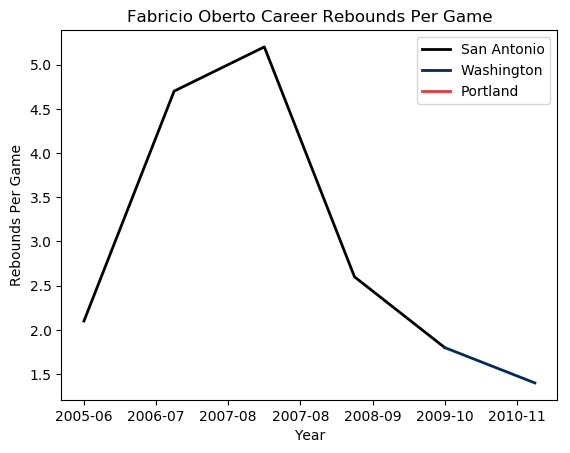 Fabricio Oberto Career Rebounds Per Game
San Antonio
Washington
Portland
5.0
4.5
4.0
3.5
3.0
2.5
2.0
1.5
Rebounds Per Game
2005-06 2006-07 2007-08 2007-08 2008-09 2009-10 2010-11
Year